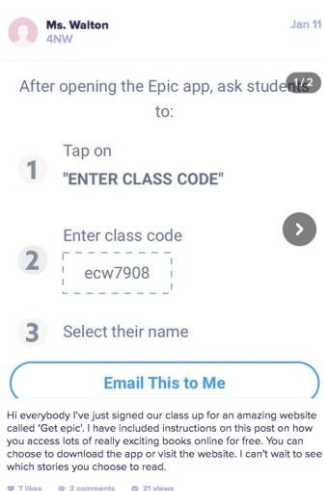 Ms. Walton
Jan 11
4NW
1/2
After opening the Epic app, ask students
to:
1
Tap on
"ENTER CLASS CODE"
2
Enter class code
ecw7908
3
Select their name
Email This to Me
Hi everybody I've just signed our class up for an amazing website
called 'Get epic'. I have included instructions on this post on how
you access lots of really exciting books online for free. You can
choose to download the app or visit the website. I can't wait to see
which stories you choose to read.
7 likes 2 comments 21 views